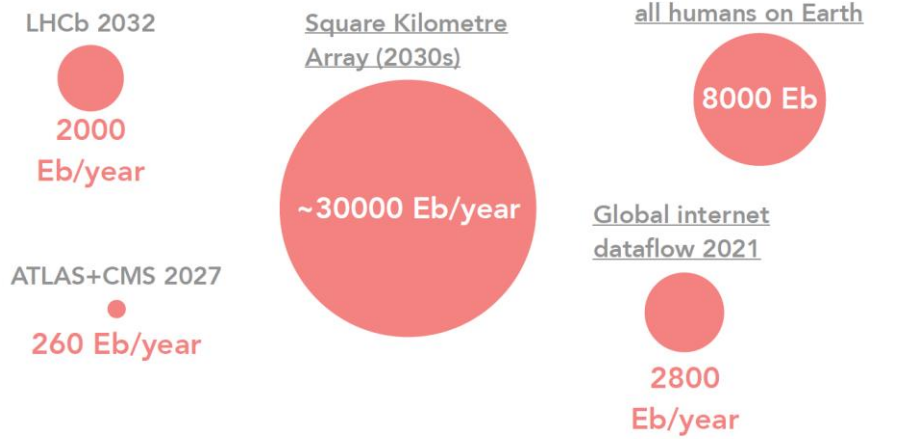 LHCb 2032
2000
Eb/year
Square Kilometre
Array (2030s)
~30000 Eb/year
all humans on Earth
8000 Eb
ATLAS+CMS 2027
260 Eb/year
Global internet
dataflow 2021
2800
Eb/year